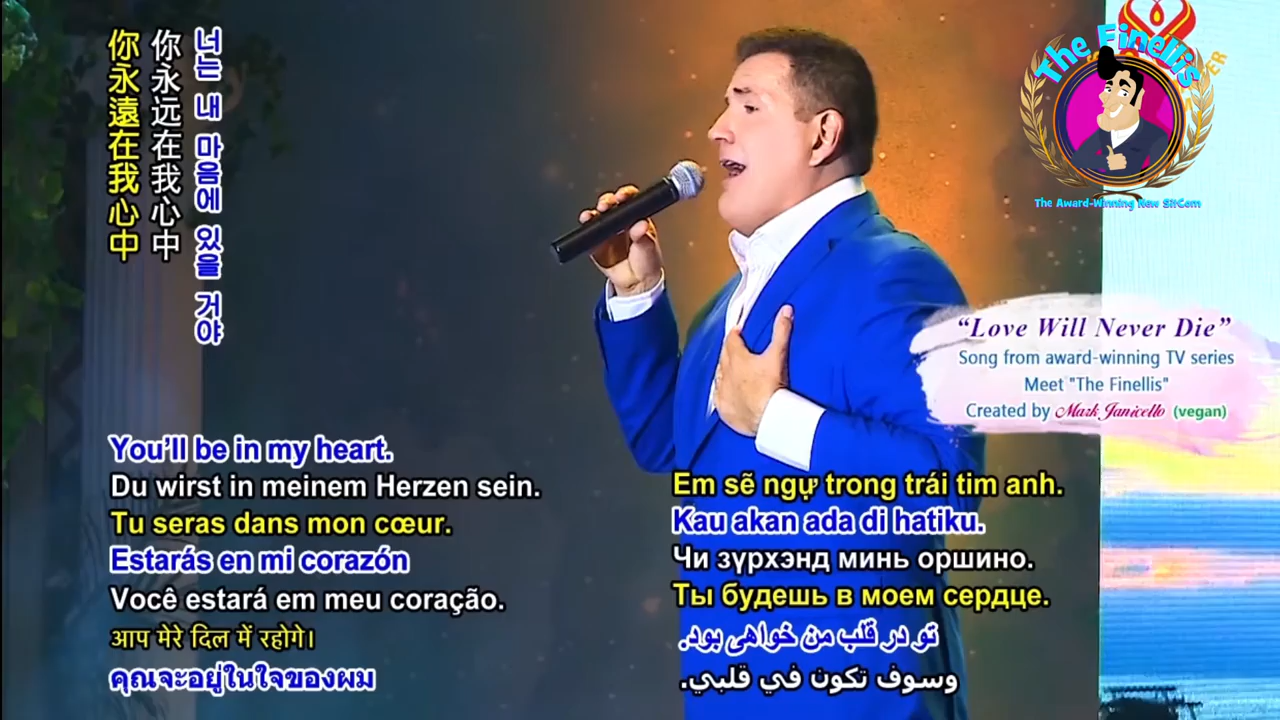 你永遠在我心中
你永远在我心中
너는 내 마음에 있을 거야
The Finellis
The Award-Winning New SitCom
“Love Will Never Die”
Song from award-winning TV series
Meet "The Finellis"
Created by Mark Janicello (vegan)
You’ll be in my heart.
Du wirst in meinem Herzen sein.
Tu seras dans mon cœur.
Estarás en mi corazón
Você estará em meu coração.
आप मेरे दिल में रहोगे।
คุณจะอยู่ในใจของผม
Em sẽ ngự trong trái tim anh.
Kau akan ada di hatiku.
Чи зүрхэнд минь оршино.
Ты будешь в моем сердце.
تو در قلب من خواهی بود.
وسوف تكون في قلبي.